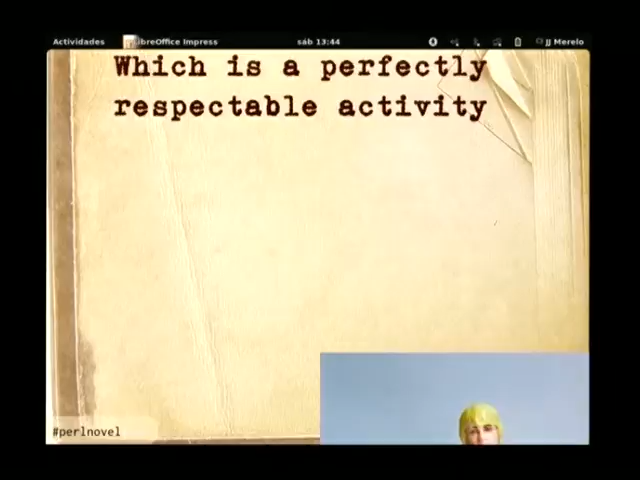 Actividades LibreOffice Impress sáb 13:44 JJ Merelo
Which is a perfectly
respectable activity
#perlnovel